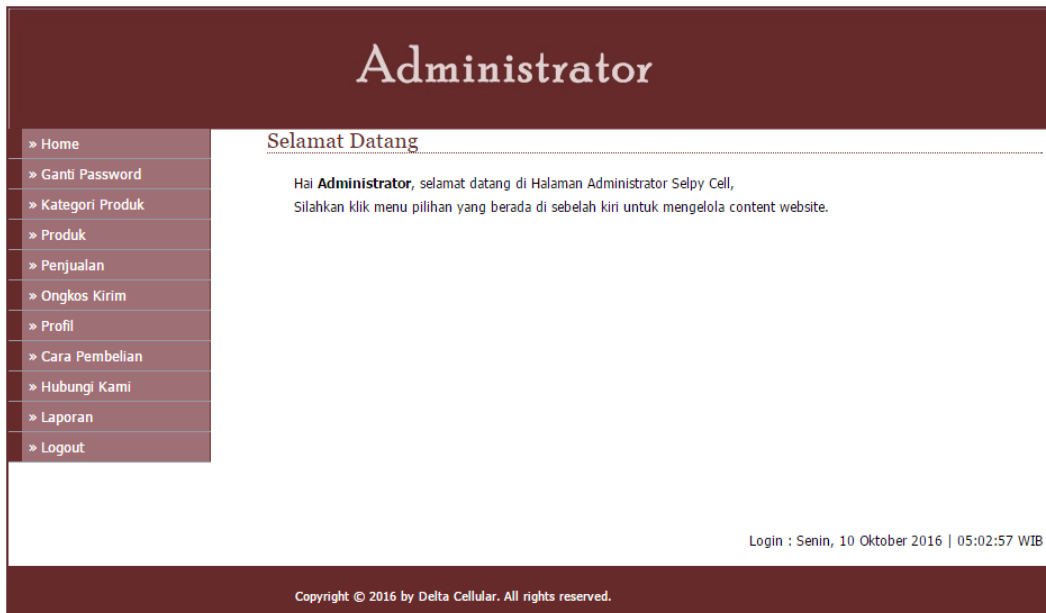 Administrator
» Home
» Ganti Password
» Kategori Produk
» Produk
» Penjualan
» Ongkos Kirim
» Profil
» Cara Pembelian
» Hubungi Kami
» Laporan
» Logout
Selamat Datang
Hai Administrator, selamat datang di Halaman Administrator Selpy Cell,
Silahkan klik menu pilihan yang berada di sebelah kiri untuk mengelola content website.
Login : Senin, 10 Oktober 2016 | 05:02:57 WIB
Copyright © 2016 by Delta Cellular. All rights reserved.